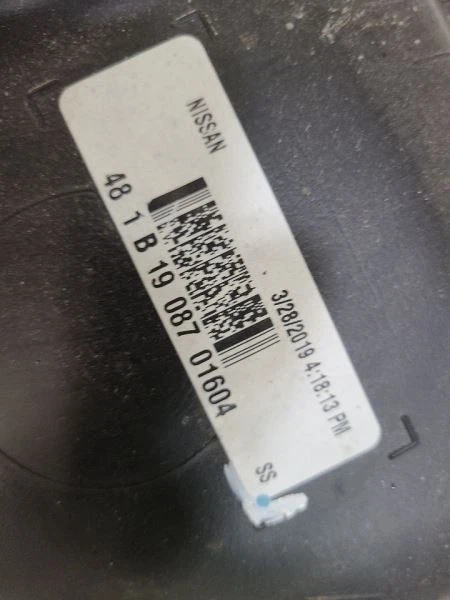 NISSAN
3/28/2019 4:18:13 PM
48 1 B 19 087 01604
SS